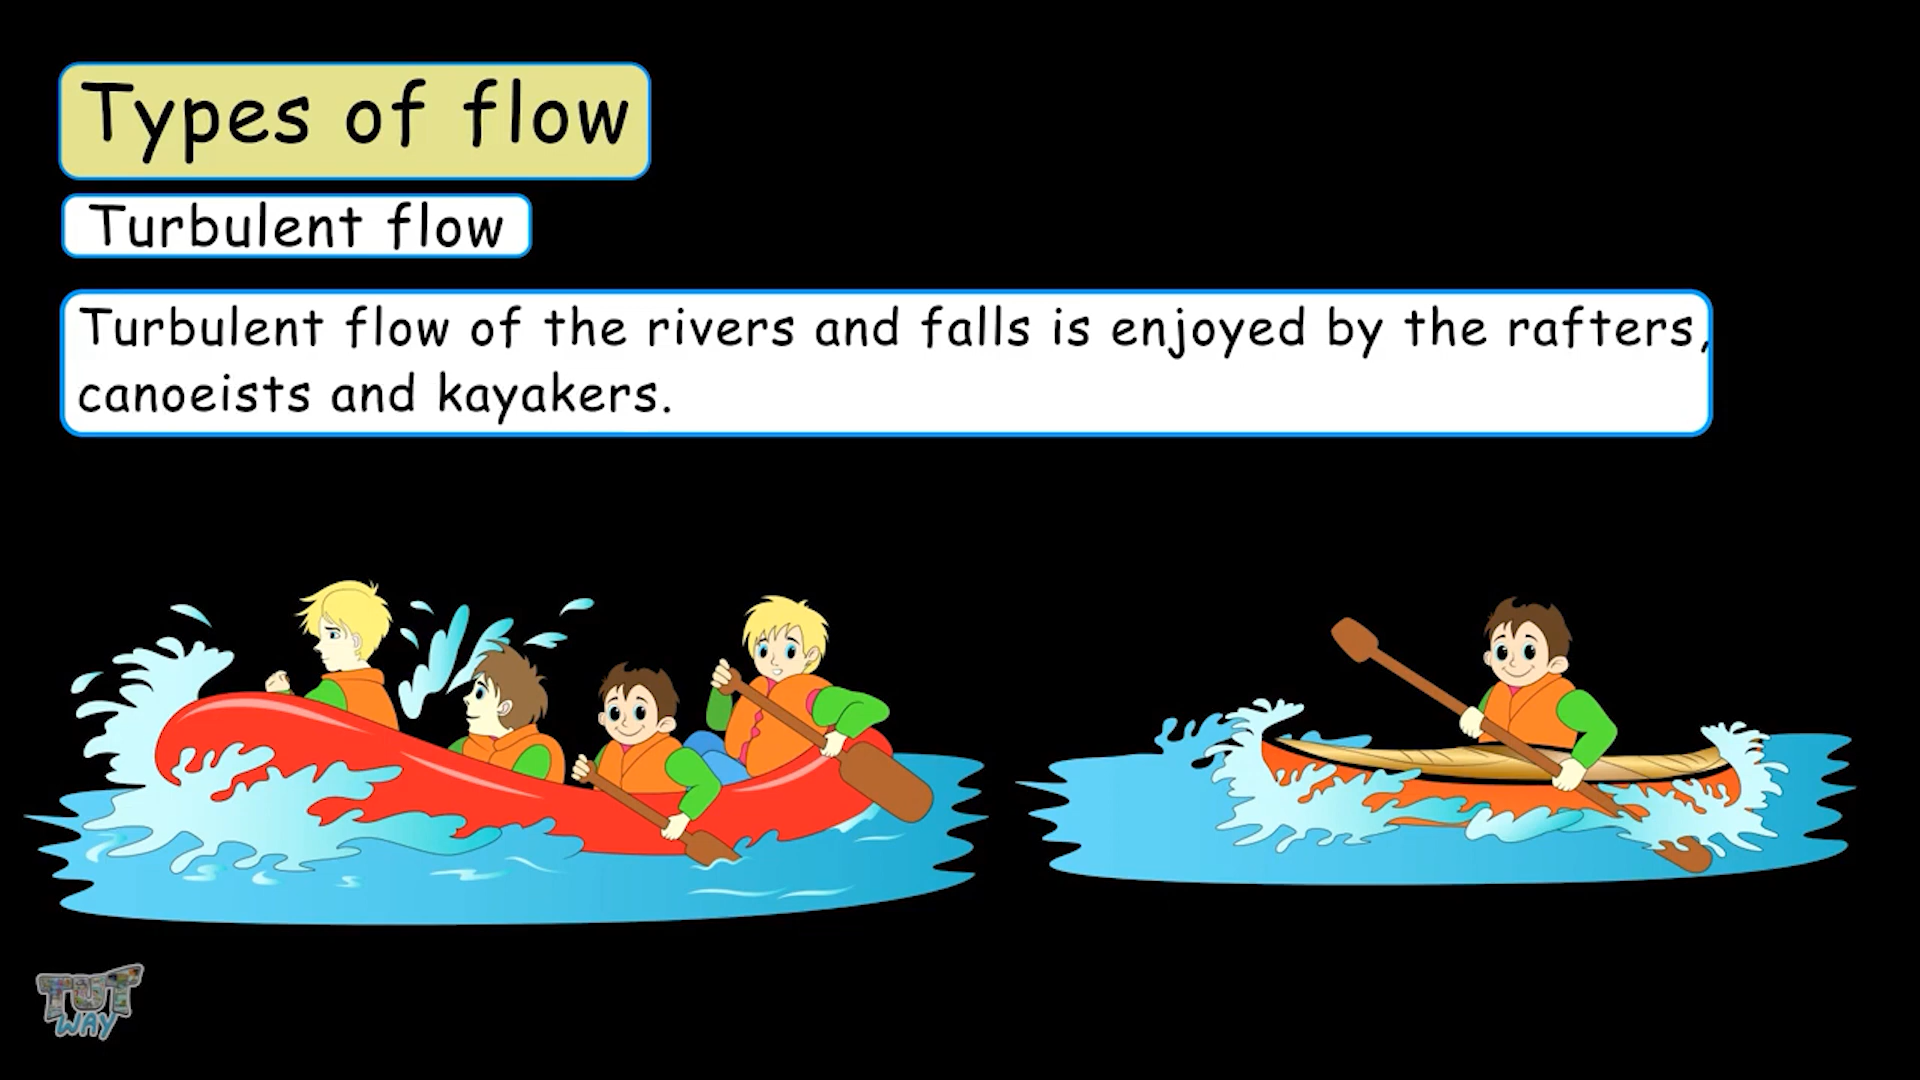 Types of flow
Turbulent flow
Turbulent flow of the rivers and falls is enjoyed by the rafters,
canoeists and kayakers.
TUT
WAY